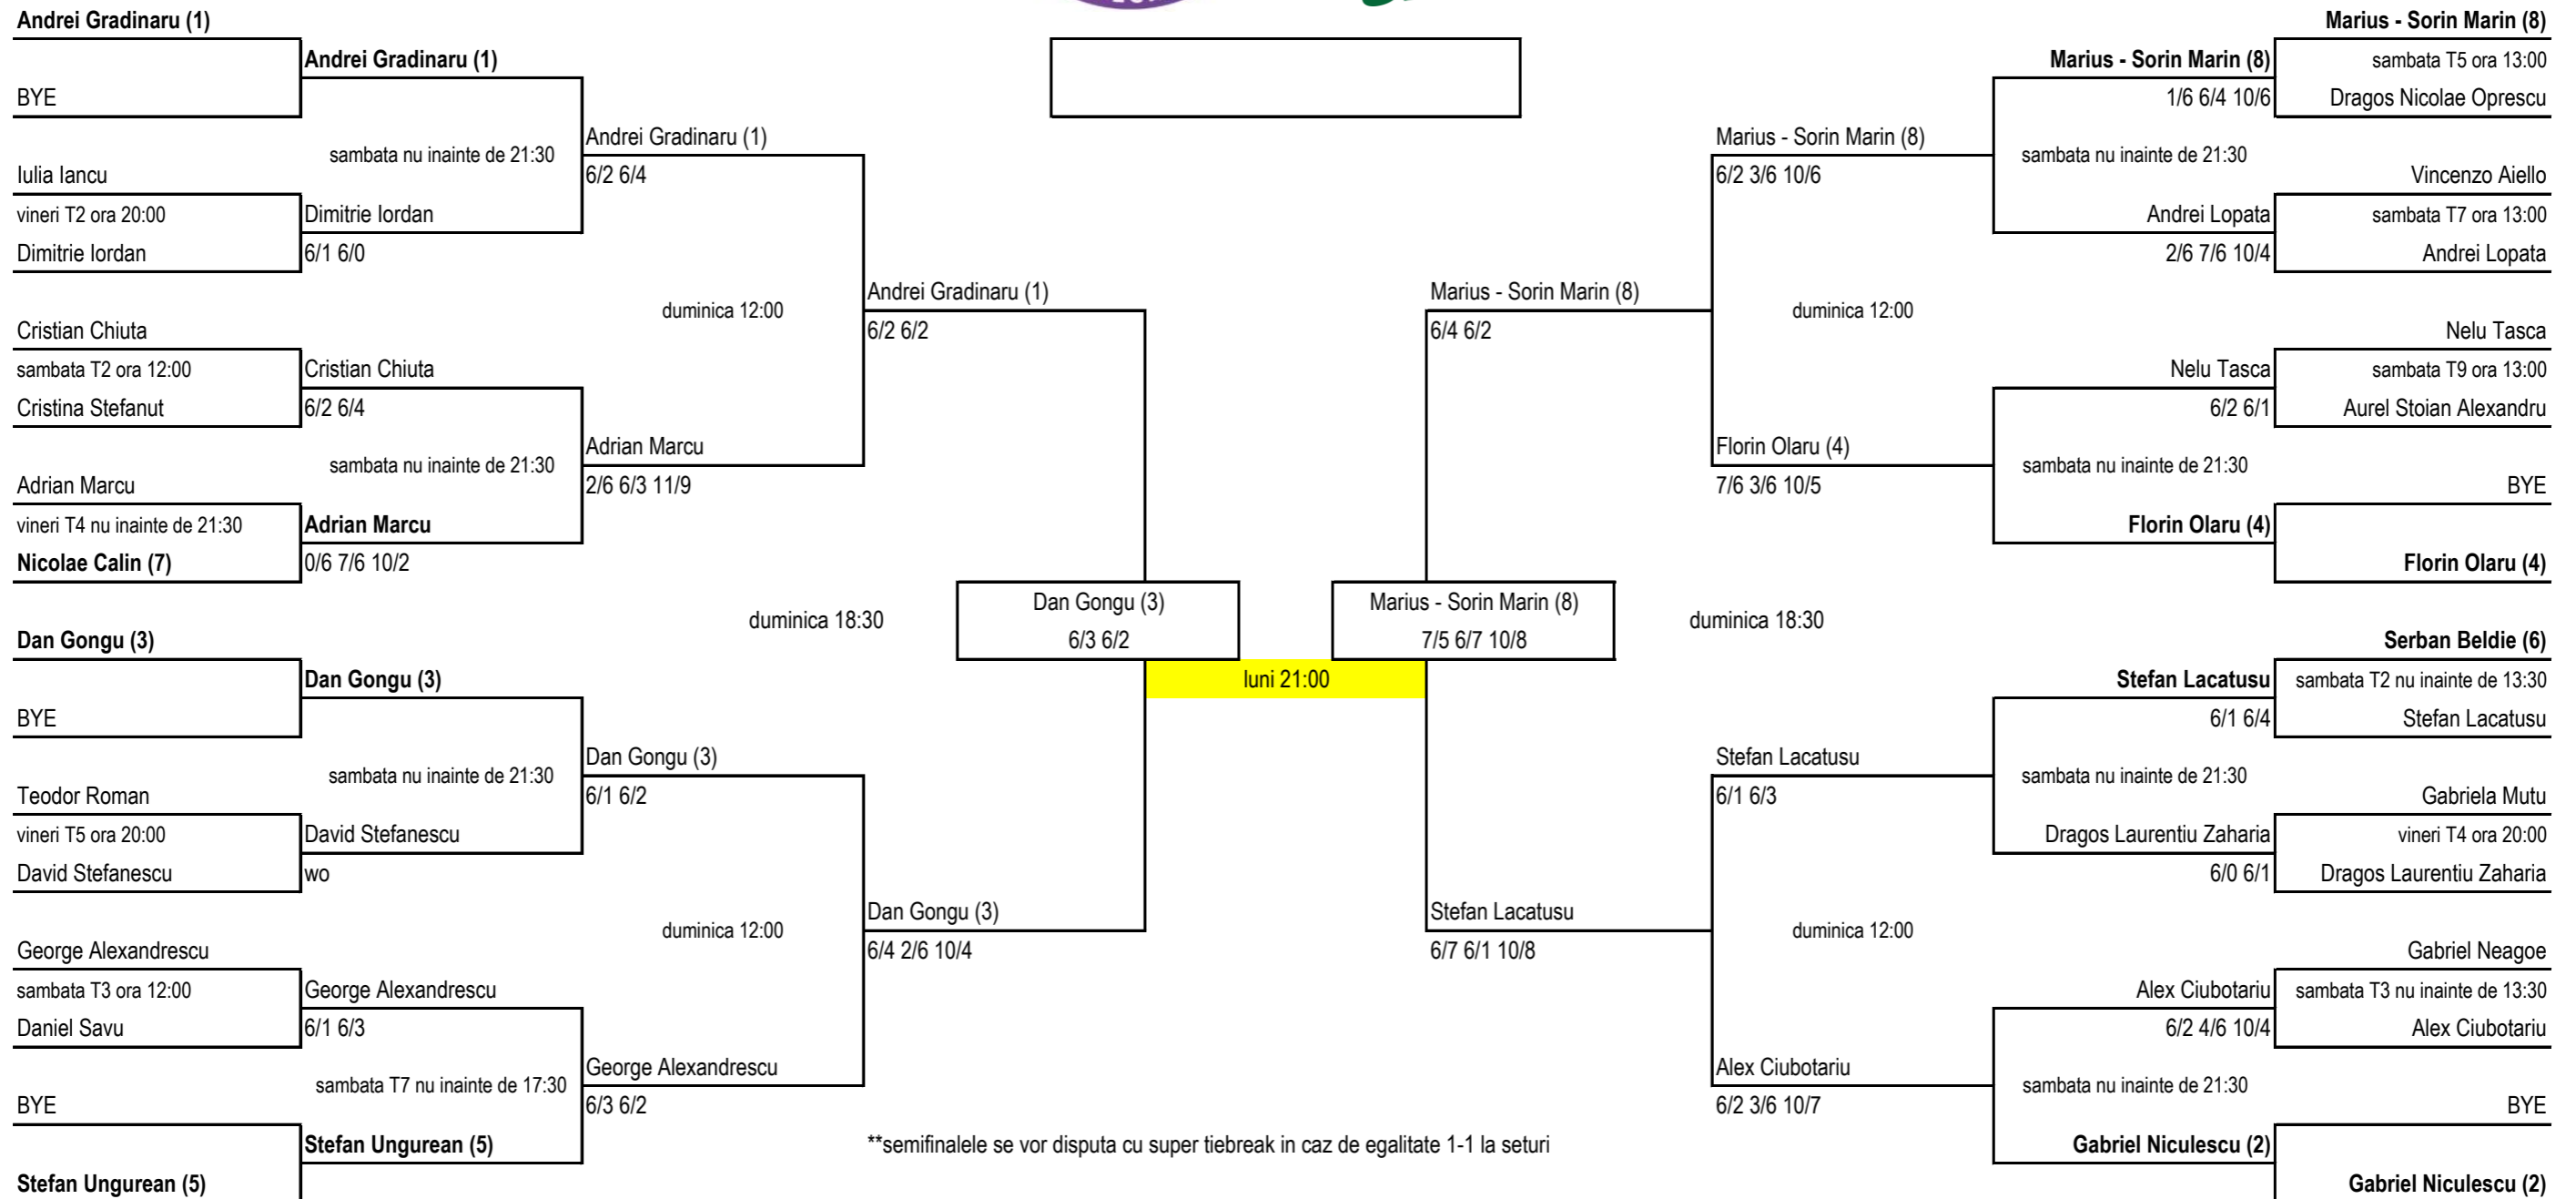 Andrei Gradinaru (1)
BYE
Iulia Iancu
vineri T2 ora 20:00
Dimitrie Iordan
Cristian Chiuta
sambata T2 ora 12:00
Cristina Stefanut
Adrian Marcu
vineri T4 nu inainte de 21:30
Nicolae Calin (7)
Dan Gongu (3)
BYE
Teodor Roman
vineri T5 ora 20:00
David Stefanescu
George Alexandrescu
sambata T3 ora 12:00
Daniel Savu
BYE
Stefan Ungurean (5)
Andrei Gradinaru (1)
sambata nu inainte de 21:30
Dimitrie Iordan
6/1 6/0
Cristian Chiuta
6/2 6/4
sambata nu inainte de 21:30
Adrian Marcu
0/6 7/6 10/2
Dan Gongu (3)
sambata nu inainte de 21:30
David Stefanescu
wo
George Alexandrescu
6/1 6/3
sambata T7 nu inainte de 17:30
Stefan Ungurean (5)
Andrei Gradinaru (1)
6/2 6/4
duminica 12:00
Adrian Marcu
2/6 6/3 11/9
Dan Gongu (3)
6/1 6/2
duminica 12:00
George Alexandrescu
6/3 6/2
Andrei Gradinaru (1)
6/2 6/2
duminica 18:30
Dan Gongu (3)
6/4 2/6 10/4
Dan Gongu (3)
6/3 6/2
luni 21:00
Marius - Sorin Marin (8)
7/5 6/7 10/8
Marius - Sorin Marin (8)
6/4 6/2
duminica 18:30
Stefan Lacatusu
6/7 6/1 10/8
Marius - Sorin Marin (8)
6/2 3/6 10/6
duminica 12:00
Florin Olaru (4)
7/6 3/6 10/5
Stefan Lacatusu
6/1 6/3
duminica 12:00
Alex Ciubotariu
6/2 3/6 10/7
Marius - Sorin Marin (8)
1/6 6/4 10/6
sambata nu inainte de 21:30
Andrei Lopata
2/6 7/6 10/4
Nelu Tasca
6/2 6/1
sambata nu inainte de 21:30
Florin Olaru (4)
Stefan Lacatusu
6/1 6/4
sambata nu inainte de 21:30
Dragos Laurentiu Zaharia
6/0 6/1
Alex Ciubotariu
6/2 4/6 10/4
sambata nu inainte de 21:30
Gabriel Niculescu (2)
Marius - Sorin Marin (8)
sambata T5 ora 13:00
Dragos Nicolae Oprescu
Vincenzo Aiello
sambata T7 ora 13:00
Andrei Lopata
Nelu Tasca
sambata T9 ora 13:00
Aurel Stoian Alexandru
BYE
Florin Olaru (4)
Serban Beldie (6)
sambata T2 nu inainte de 13:30
Stefan Lacatusu
Gabriela Mutu
vineri T4 ora 20:00
Dragos Laurentiu Zaharia
Gabriel Neagoe
sambata T3 nu inainte de 13:30
Alex Ciubotariu
BYE
Gabriel Niculescu (2)
**semifinalele se vor disputa cu super tiebreak in caz de egalitate 1-1 la seturi